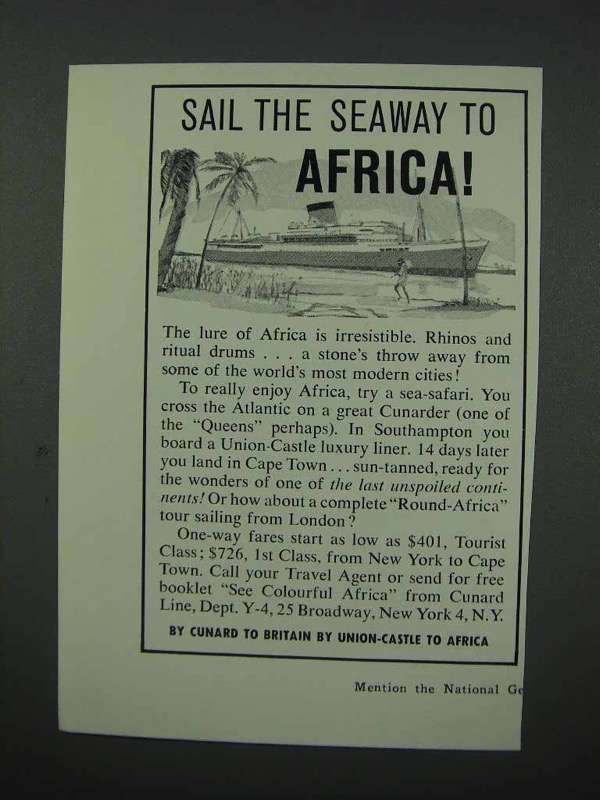 SAIL THE SEAWAY TO
AFRICA!
The lure of Africa is irresistible. Rhinos and
ritual drums . . . a stone's throw away from
some of the world's most modern cities!
To really enjoy Africa, try a sea-safari. You
cross the Atlantic on a great Cunarder (one of
the "Queens" perhaps). In Southampton you
board a Union-Castle luxury liner. 14 days later
you land in Cape Town . . . sun-tanned, ready for
the wonders of one of the last unspoiled conti-
nents! Or how about a complete "Round-Africa"
tour sailing from London?
One-way fares start as low as $401, Tourist
Class; $726, 1st Class, from New York to Cape
Town. Call your Travel Agent or send for free
booklet "See Colourful Africa" from Cunard
Line, Dept. Y-4, 25 Broadway, New York 4, N.Y.
BY CUNARD TO BRITAIN BY UNION-CASTLE TO AFRICA
Mention the National Ge